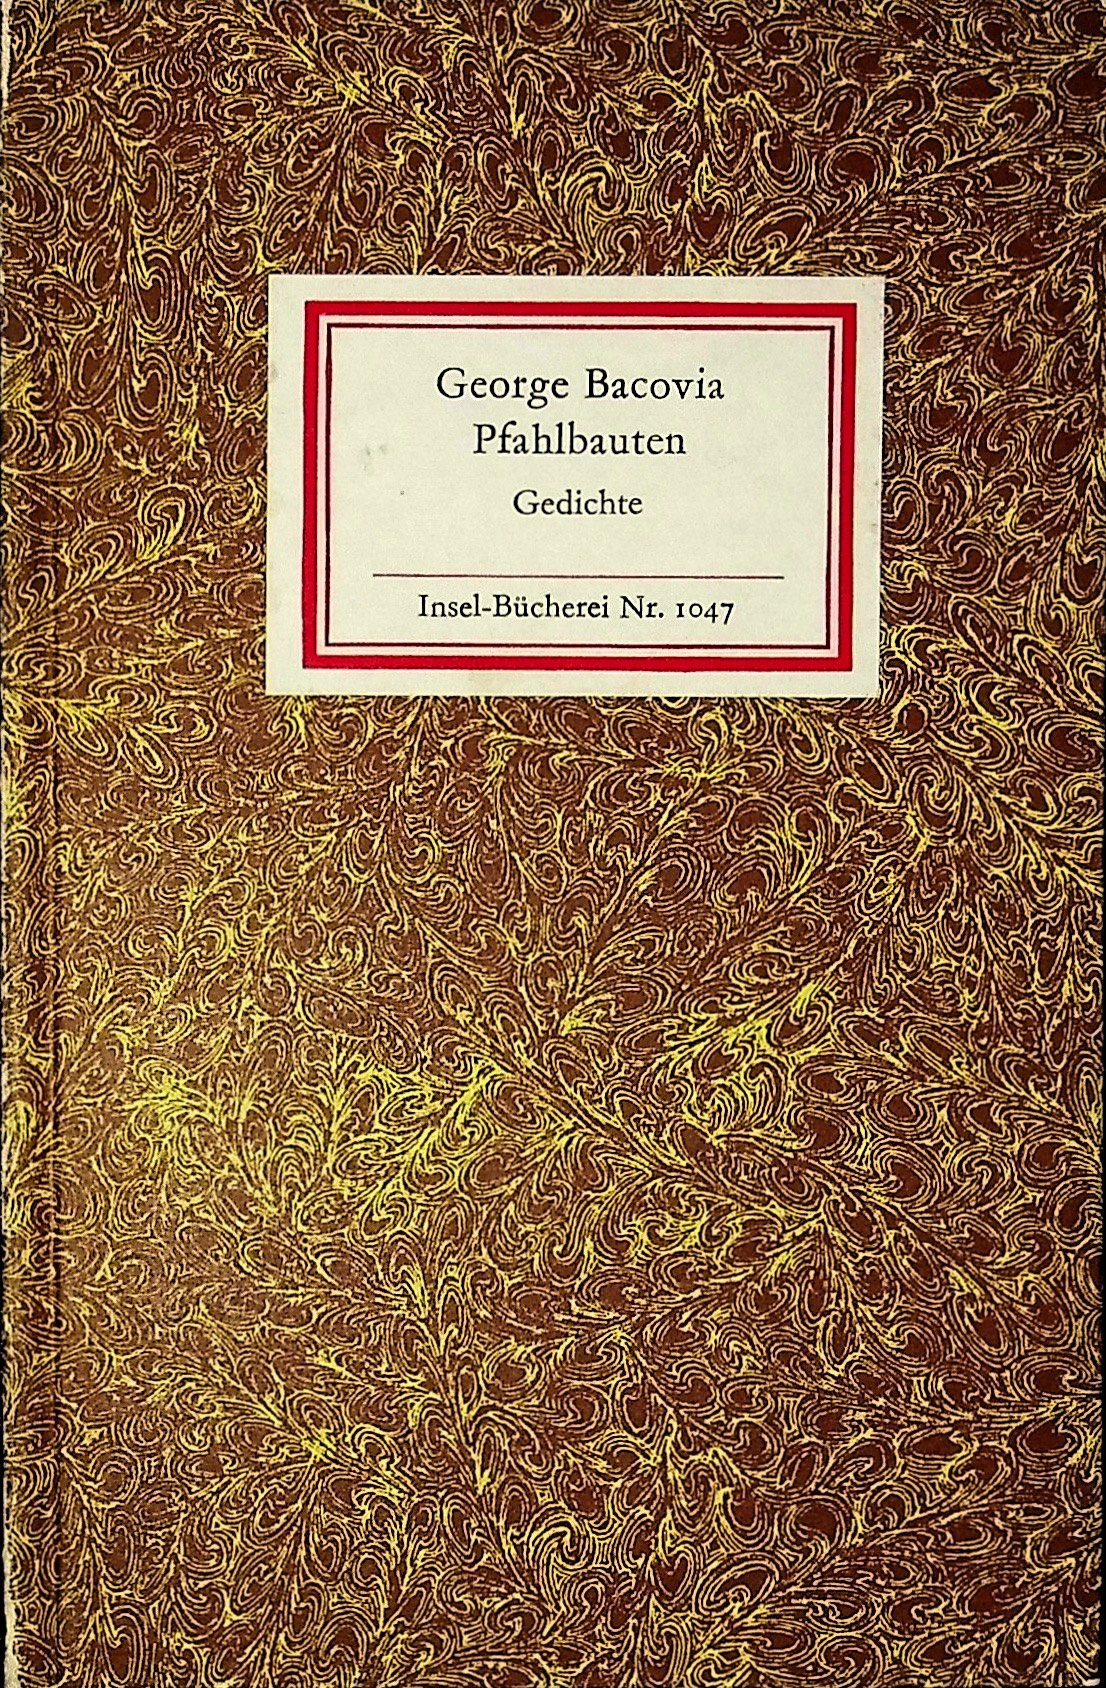 George Bacovia
Pfahlbauten
Gedichte
Insel-Bücherei Nr. 1047